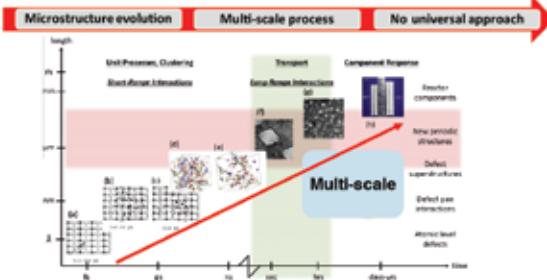 Microstructure evolution
Multi-scale process
No universal approach
length
Unit Processes, Clustering
Short-Range Interactions
Transport
Long-Range Interactions
Component Response
Reactor
components
New periodic
structures
Defect
superstructures
Defect pair
interactions
Atomic level
defects
Multi-scale
(a)
(b)
(c)
(d)
(e)
(f)
(g)
(h)
time